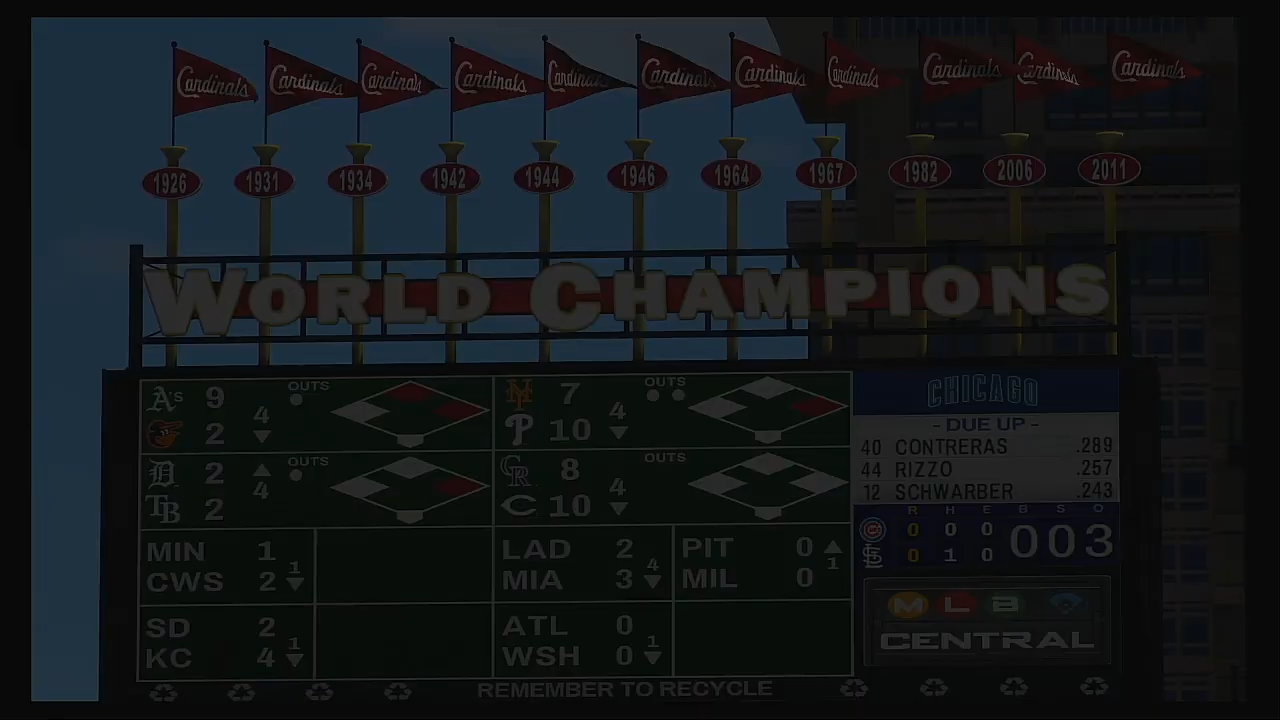 Cardinals Cardinals Cardinals Cardinals Cardinals Cardinals Cardinals Cardinals Cardinals Cardinals Cardinals
1926 1931 1934 1942 1944 1946 1964 1967 1982 2006 2011
WORLD CHAMPIONS
A's 9 4 OUTS
2
7 4 OUTS
P 10
CHICAGO
- DUE UP -
40 CONTRERAS .289
44 RIZZO .257
12 SCHWARBER .243
D 2 4 OUTS
TB 2
CR 8 4 OUTS
C 10
R H E B S O
C 0 0 0 0 0 3
STL 0 1 0
MIN 1 1
CWS 2
LAD 2 4
MIA 3
PIT 0 1
MIL 0
SD 2 1
KC 4
ATL 0 1
WSH 0
MLB
CENTRAL
REMEMBER TO RECYCLE